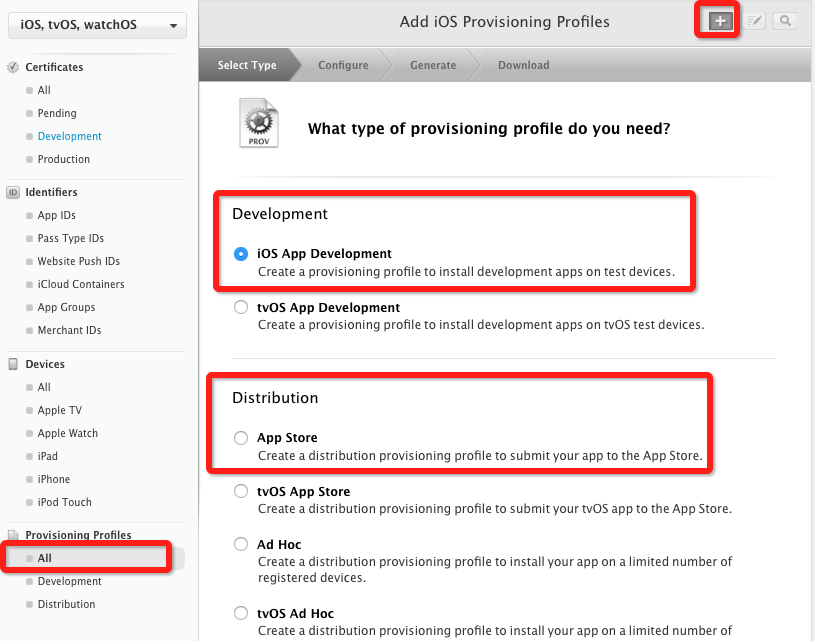 iOS, tvOS, watchOS
Certificates
All
Pending
Development
Production
ID Identifiers
App IDs
Pass Type IDs
Website Push IDs
iCloud Containers
App Groups
Merchant IDs
Devices
All
Apple TV
Apple Watch
iPad
iPhone
iPod Touch
Provisioning Profiles
All
Development
Distribution
Add iOS Provisioning Profiles
Select Type Configure Generate Download
PROV
What type of provisioning profile do you need?
Development
iOS App Development
Create a provisioning profile to install development apps on test devices.
tvOS App Development
Create a provisioning profile to install development apps on tvOS test devices.
Distribution
App Store
Create a distribution provisioning profile to submit your app to the App Store.
tvOS App Store
Create a distribution provisioning profile to submit your tvOS app to the App Store.
Ad Hoc
Create a distribution provisioning profile to install your app on a limited number of
registered devices.
tvOS Ad Hoc
Create a distribution provisioning profile to install your app on a limited number of